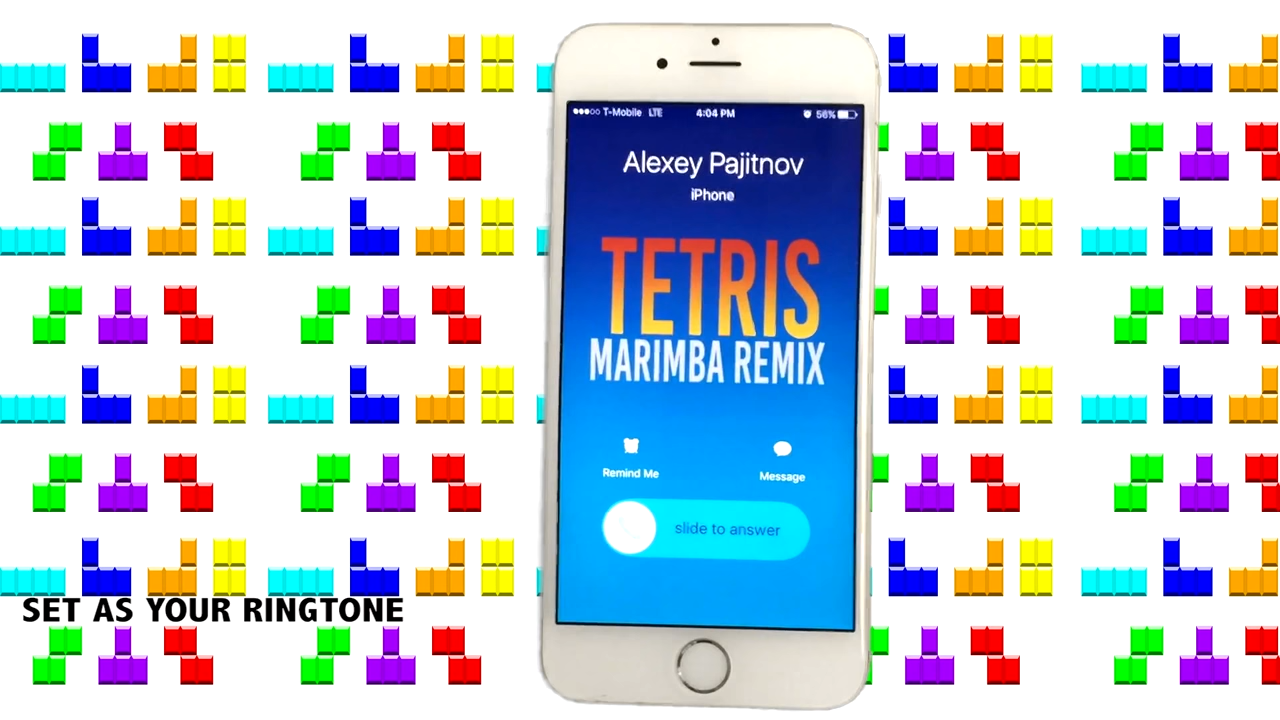 T-Mobile LTE 4:04 PM 56%
Alexey Pajitnov
iPhone
TETRIS
MARIMBA REMIX
Remind Me Message
slide to answer
SET AS YOUR RINGTONE